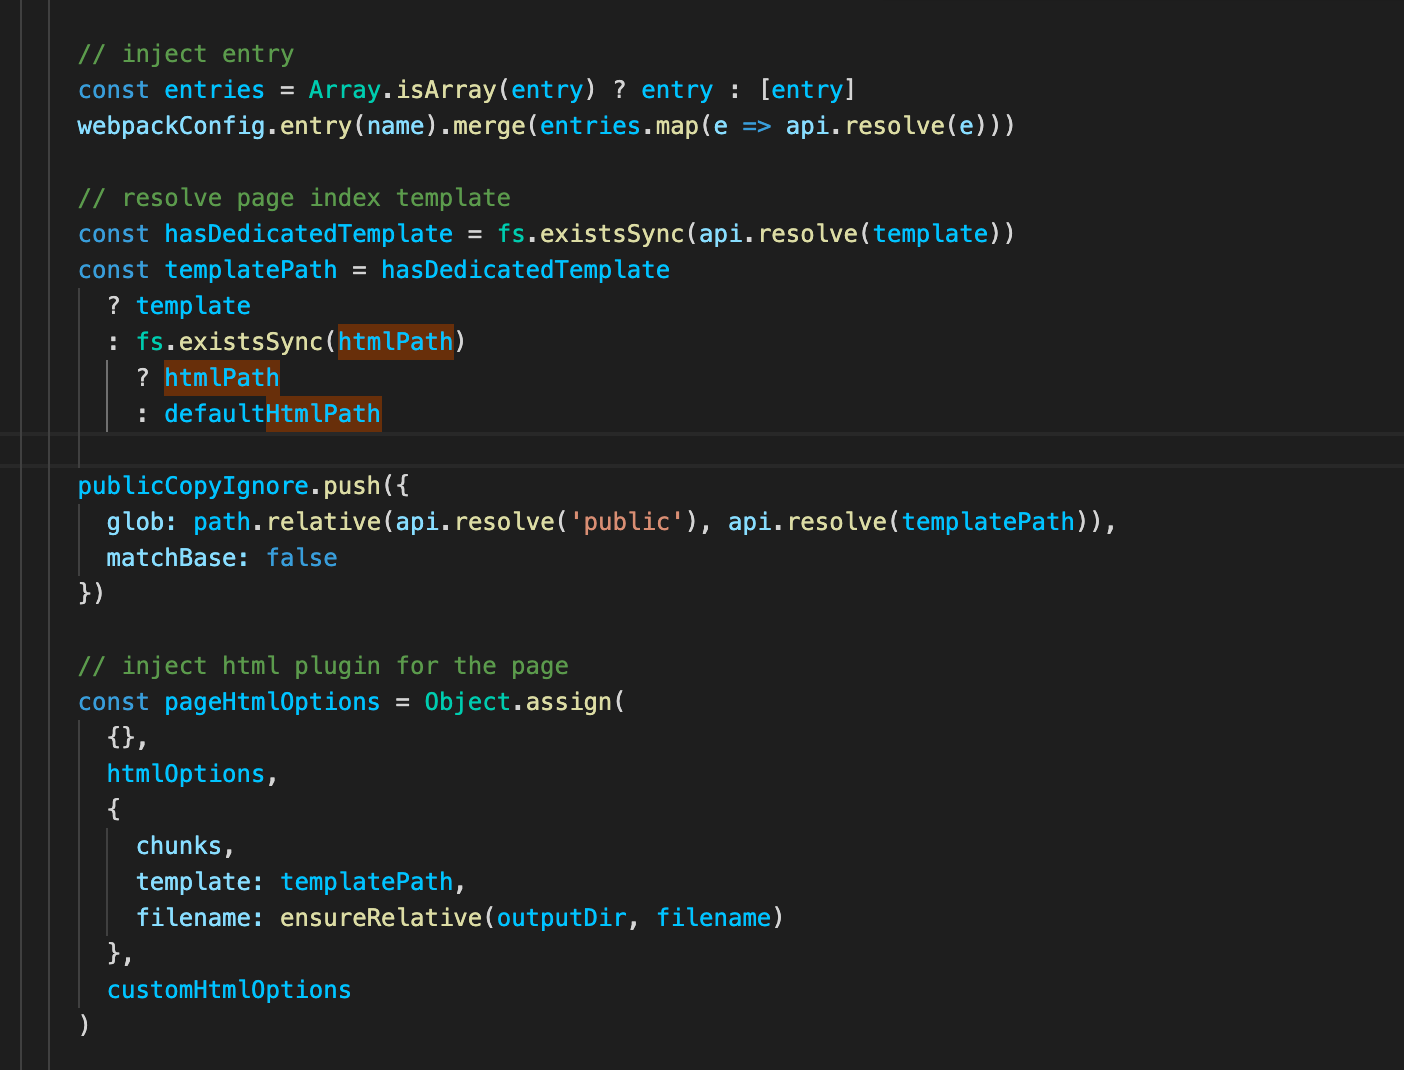 // inject entry
const entries = Array.isArray(entry) ? entry : [entry]
webpackConfig.entry(name).merge(entries.map(e => api.resolve(e)))
// resolve page index template
const hasDedicatedTemplate = fs.existsSync(api.resolve(template))
const templatePath = hasDedicatedTemplate
? template
: fs.existsSync(htmlPath)
? htmlPath
: defaultHtmlPath
publicCopyIgnore.push({
glob: path.relative(api.resolve('public'), api.resolve(templatePath)),
matchBase: false
})
// inject html plugin for the page
const pageHtmlOptions = Object.assign(
{},
htmlOptions,
{
chunks,
template: templatePath,
filename: ensureRelative(outputDir, filename)
},
customHtmlOptions
)